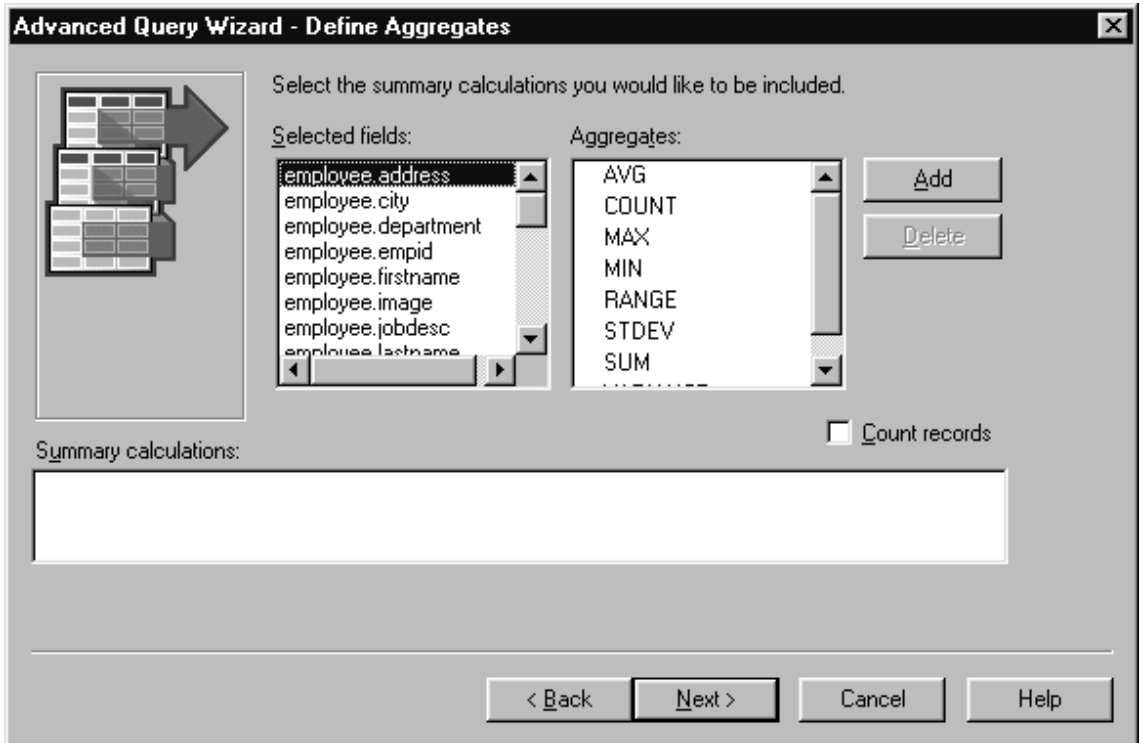 Advanced Query Wizard - Define Aggregates
Select the summary calculations you would like to be included.
Selected fields:
Aggregates:
employee.address
employee.city
employee.department
employee.empid
employee.firstname
employee.image
employee.jobdesc
employee.lastname
AVG
COUNT
MAX
MIN
RANGE
STDEV
SUM
Add
Delete
Count records
Summary calculations:
< Back
Next >
Cancel
Help